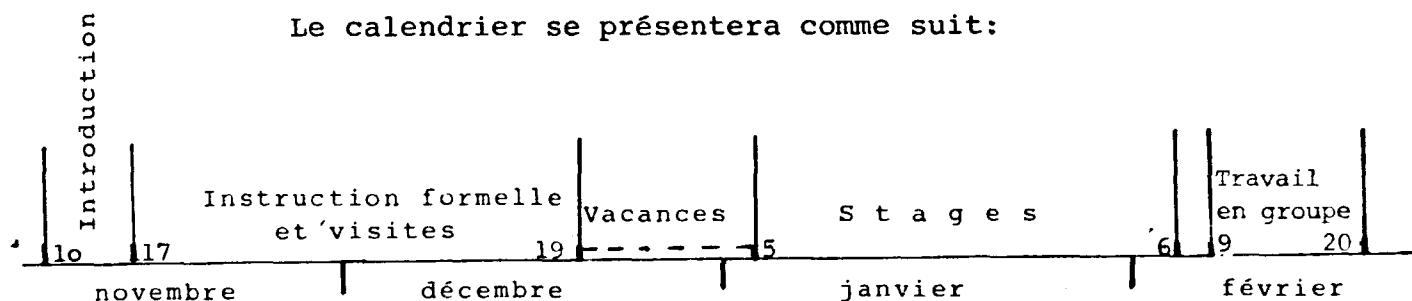 Le calendrier se présentera comme suit:
Introduction
Instruction formelle
et visites
Vacances
S t a g e s
Travail
en groupe
10 17 19 5 6 9 20
novembre décembre janvier février